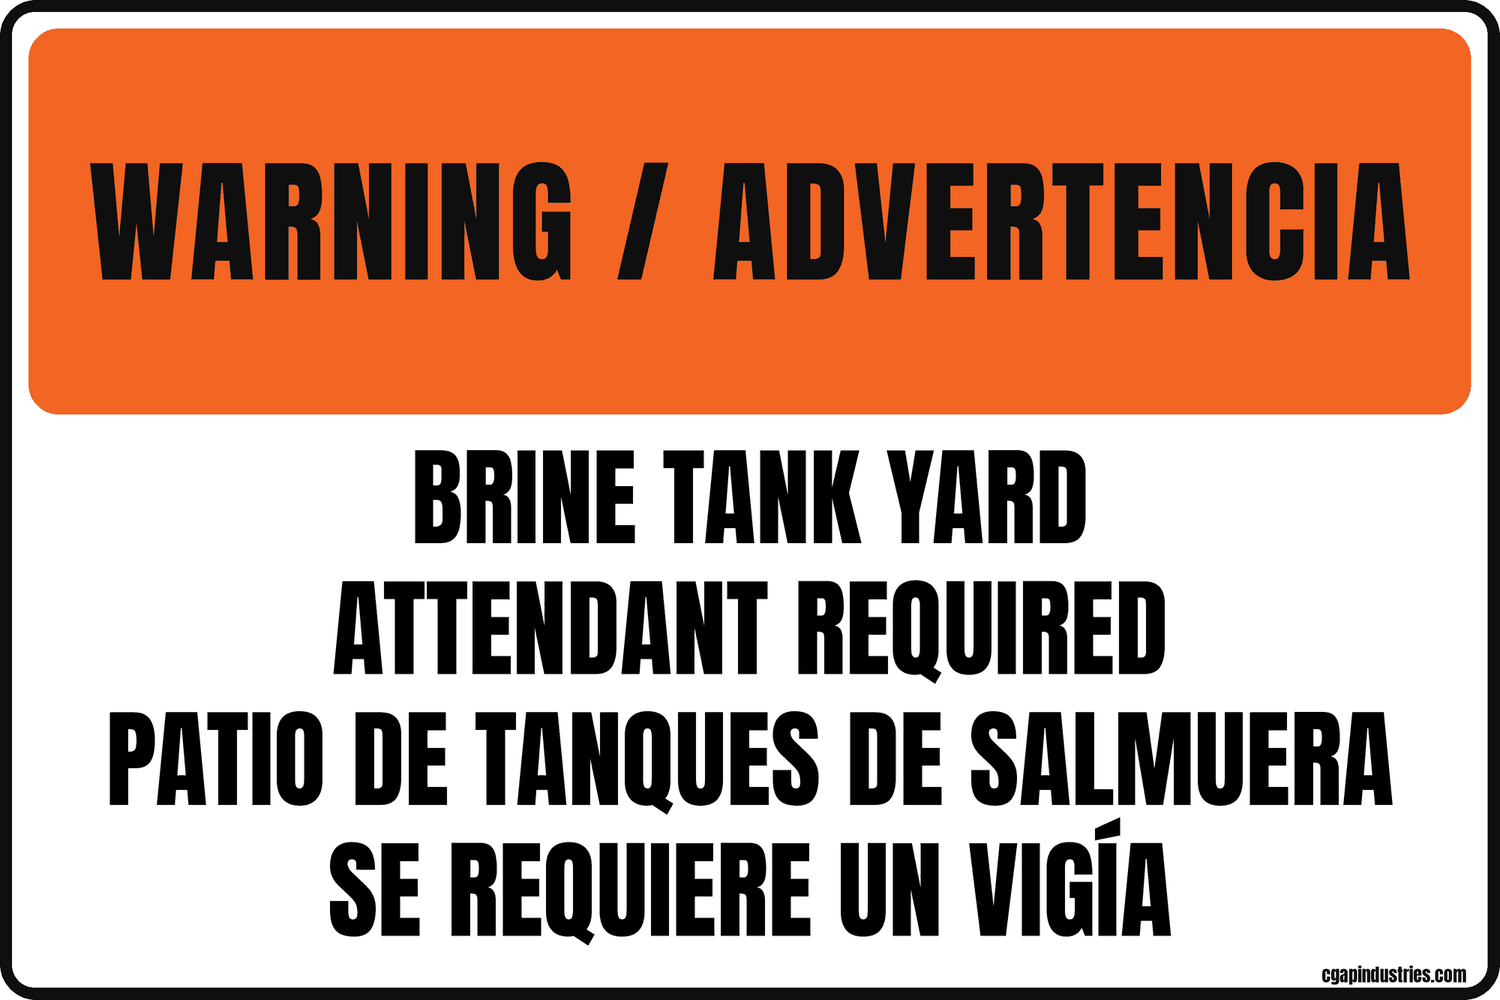 WARNING / ADVERTENCIA
BRINE TANK YARD
ATTENDANT REQUIRED
PATIO DE TANQUES DE SALMUERA
SE REQUIERE UN VIGÍA
cgapindustries.com